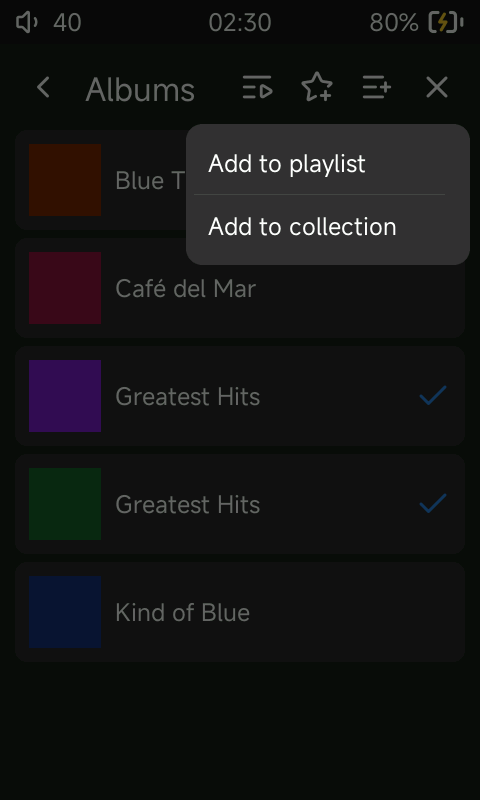 40 02:30 80%
Albums
Add to playlist
Blue T
Add to collection
Café del Mar
Greatest Hits
Greatest Hits
Kind of Blue